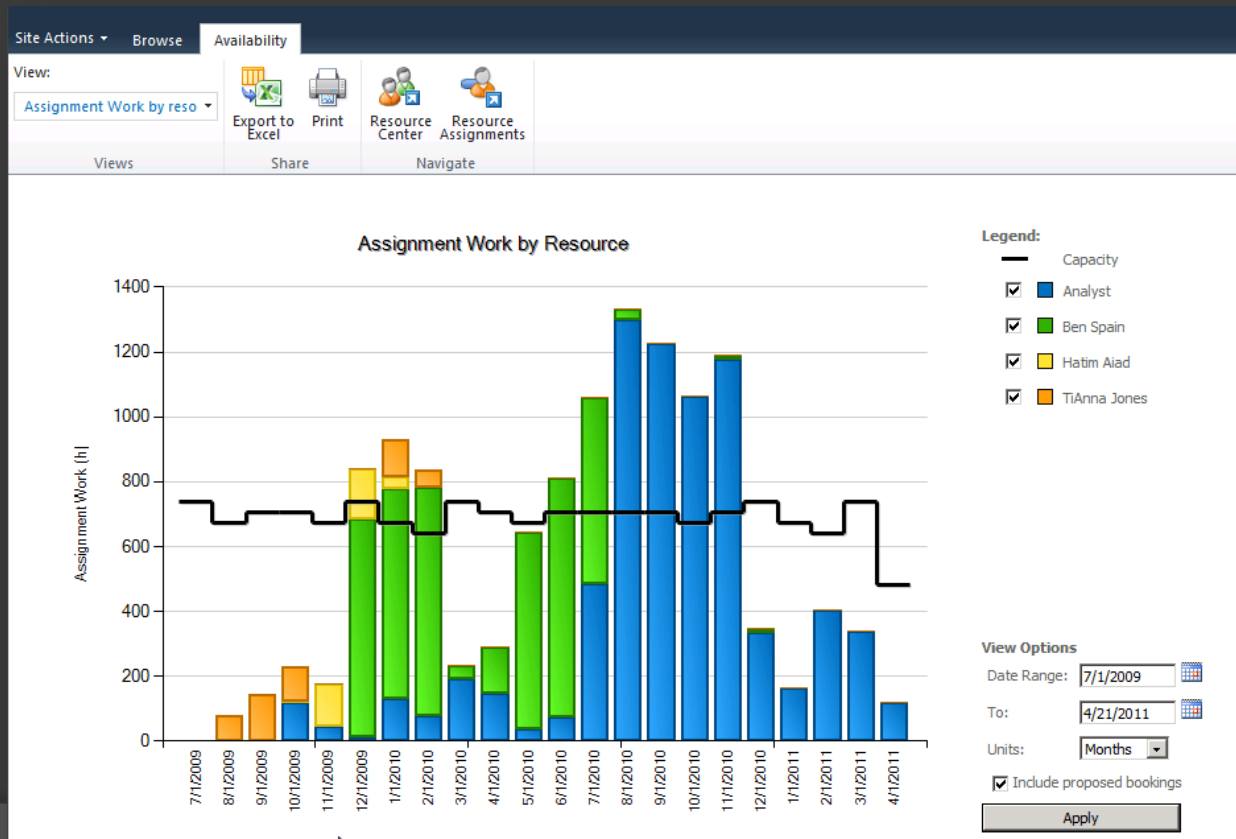 Site Actions Browse Availability
View:
Assignment Work by reso
Export to Excel
Print
Resource Center
Resource Assignments
Views
Share
Navigate
Assignment Work by Resource
Assignment Work (h)
1400
1200
1000
800
600
400
200
0
7/1/2009
8/1/2009
9/1/2009
10/1/2009
11/1/2009
12/1/2009
1/1/2010
2/1/2010
3/1/2010
4/1/2010
5/1/2010
6/1/2010
7/1/2010
8/1/2010
9/1/2010
10/1/2010
11/1/2010
12/1/2010
1/1/2011
2/1/2011
3/1/2011
4/1/2011
Legend:
Capacity
Analyst
Ben Spain
Hatim Aiad
TiAnna Jones
View Options
Date Range: 7/1/2009
To: 4/21/2011
Units: Months
Include proposed bookings
Apply